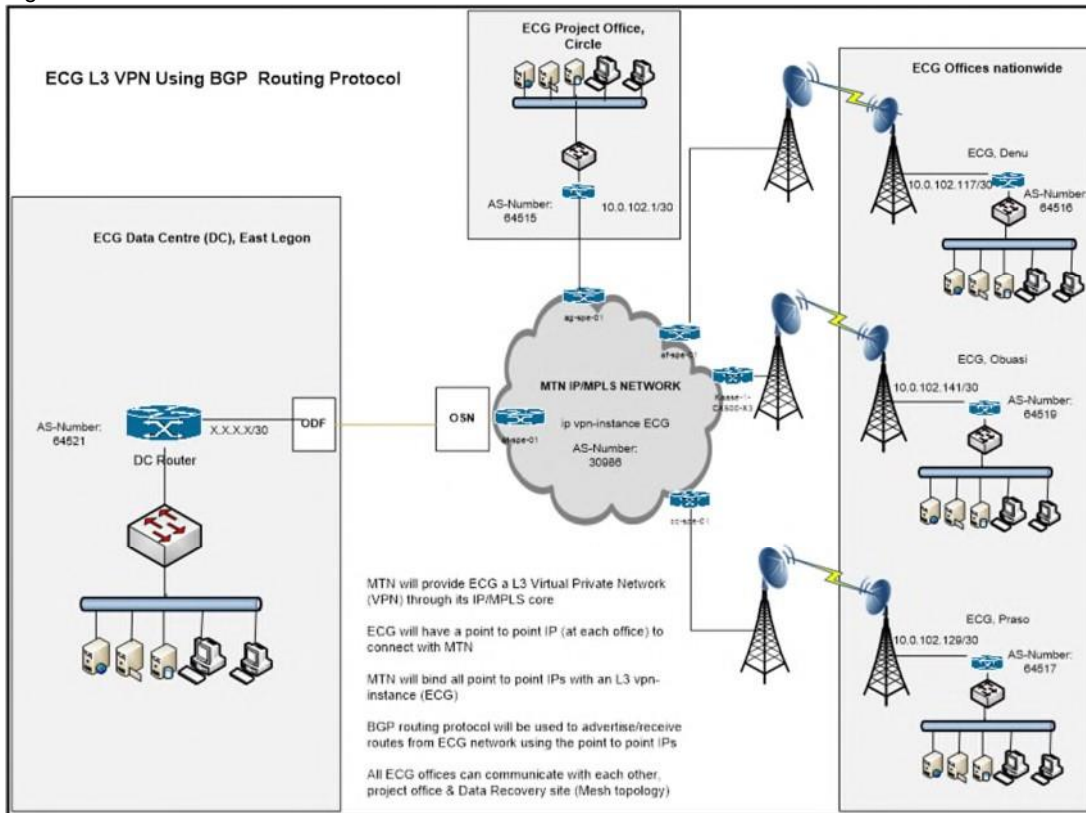 ECG L3 VPN Using BGP Routing Protocol
ECG Project Office,
Circle
AS-Number:
64515
10.0.102.1/30
ECG Offices nationwide
ECG, Denu
10.0.102.117/30
AS-Number:
64516
ECG, Obuasi
10.0.102.141/30
AS-Number:
64519
ECG, Praso
10.0.102.129/30
AS-Number:
64517
ECG Data Centre (DC), East Legon
AS-Number:
64521
X.X.X.X/30
DC Router
ODF
OSN
ag-spe-01
MTN IP/MPLS NETWORK
ip vpn-instance ECG
AS-Number:
30986
MTN will provide ECG a L3 Virtual Private Network
(VPN) through its IP/MPLS core
ECG will have a point to point IP (at each office) to
connect with MTN
MTN will bind all point to point IPs with an L3 vpn-
instance (ECG)
BGP routing protocol will be used to advertise/receive
routes from ECG network using the point to point IPs
All ECG offices can communicate with each other,
project office & Data Recovery site (Mesh topology)